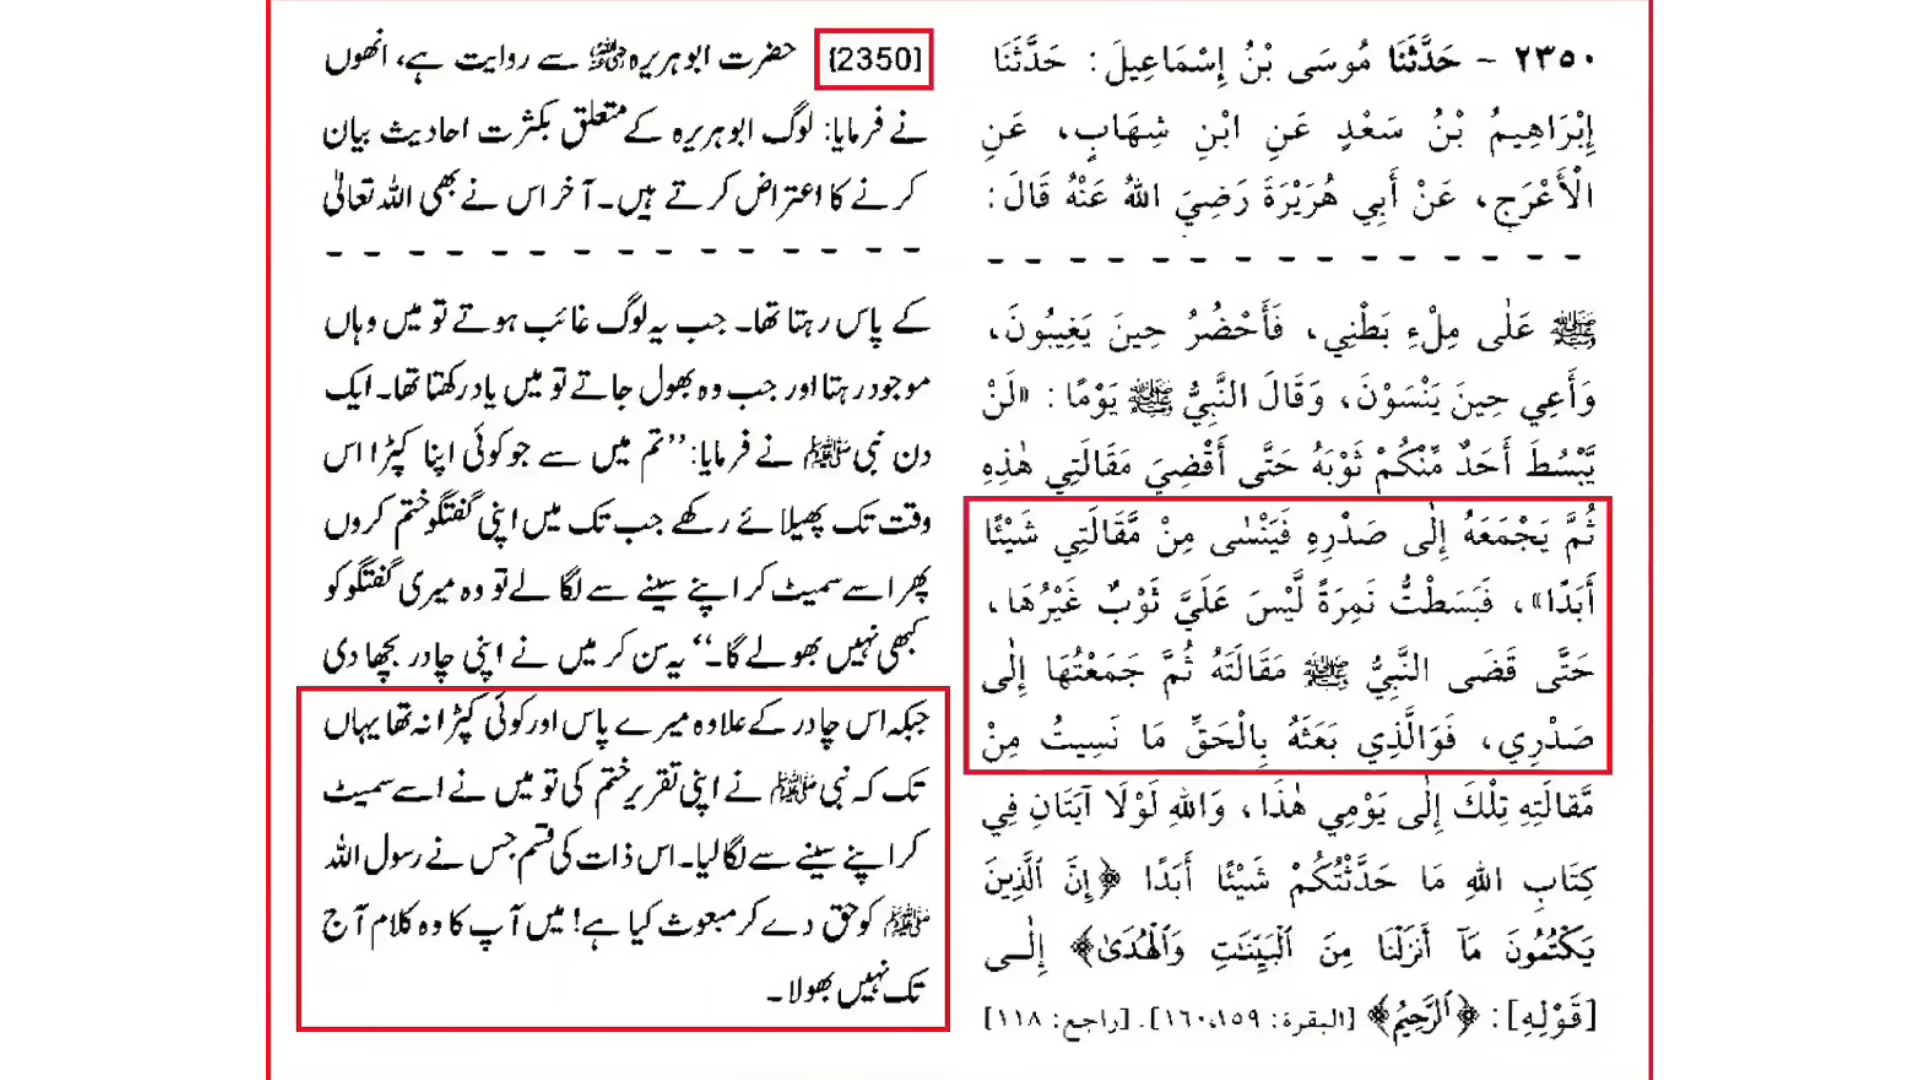 ۲۳٥۰ - حَدَّثَنَا مُوسَى بْنُ إِسْمَاعِيلَ: حَدَّثَنَا
إِبْرَاهِيمُ بْنُ سَعْدٍ عَنِ ابْنِ شِهَابٍ، عَنِ
الْأَعْرَجِ، عَنْ أَبِي هُرَيْرَةَ رَضِيَ اللهُ عَنْهُ قَالَ:
ﷺ عَلٰى مِلْءِ بَطْنِي، فَأَحْضُرُ حِينَ يَغِيبُونَ،
وَأَعِي حِينَ يَنْسَوْنَ، وَقَالَ النَّبِيُّ ﷺ يَوْمًا: «لَنْ
يَّبْسُطَ أَحَدٌ مِّنْكُمْ ثَوْبَهُ حَتَّى أَقْضِيَ مَقَالَتِي هٰذِهِ
ثُمَّ يَجْمَعَهُ إِلٰى صَدْرِهِ فَيَنْسٰى مِنْ مَّقَالَتِي شَيْئًا
أَبَدًا»، فَبَسَطْتُّ نَمِرَةً لَّيْسَ عَلَيَّ ثَوْبٌ غَيْرُهَا،
حَتَّى قَضَى النَّبِيُّ ﷺ مَقَالَتَهُ ثُمَّ جَمَعْتُهَا إِلٰى
صَدْرِي، فَوَالَّذِي بَعَثَهُ بِالْحَقِّ مَا نَسِيتُ مِنْ
مَّقالَتِهِ تِلْكَ إِلٰى يَوْمِي هٰذَا، وَاللهِ لَوْلَا آيَتَانِ فِي
كِتَابِ اللهِ مَا حَدَّثْتُكُمْ شَيْئًا أَبَدًا ﴿إِنَّ ٱلَّذِينَ
يَكْتُمُونَ مَآ أَنزَلْنَا مِنَ ٱلْبَيِّنَٰتِ وَٱلْهُدَىٰ﴾ إِلٰى
[قَوْلِهِ]: ﴿ٱلرَّحِيمُ﴾ [البقرة: ۱٥۹،۱٦۰]. [راجع: ۱۱۸]
[2350] حضرت ابوہریرہ ﷜ سے روایت ہے، انھوں
نے فرمایا: لوگ ابوہریرہ کے متعلق بکثرت احادیث بیان
کرنے کا اعتراض کرتے ہیں۔ آخر اس نے بھی اللہ تعالیٰ
کے پاس رہتا تھا۔ جب یہ لوگ غائب ہوتے تو میں وہاں
موجود رہتا اور جب وہ بھول جاتے تو میں یاد رکھتا تھا۔ ایک
دن نبی ﷺ نے فرمایا: ’’تم میں سے جو کوئی اپنا کپڑا اس
وقت تک پھیلائے رکھے جب تک میں اپنی گفتگو ختم کروں
پھر اسے سمیٹ کر اپنے سینے سے لگا لے تو وہ میری گفتگو کو
کبھی نہیں بھولے گا۔‘‘ یہ سن کر میں نے اپنی چادر بچھا دی
جبکہ اس چادر کے علاوہ میرے پاس اور کوئی کپڑا نہ تھا یہاں
تک کہ نبی ﷺ نے اپنی تقریر ختم کی تو میں نے اسے سمیٹ
کر اپنے سینے سے لگا لیا۔ اس ذات کی قسم جس نے رسول اللہ
ﷺ کو حق دے کر مبعوث کیا ہے! میں آپ کا وہ کلام آج
تک نہیں بھولا۔